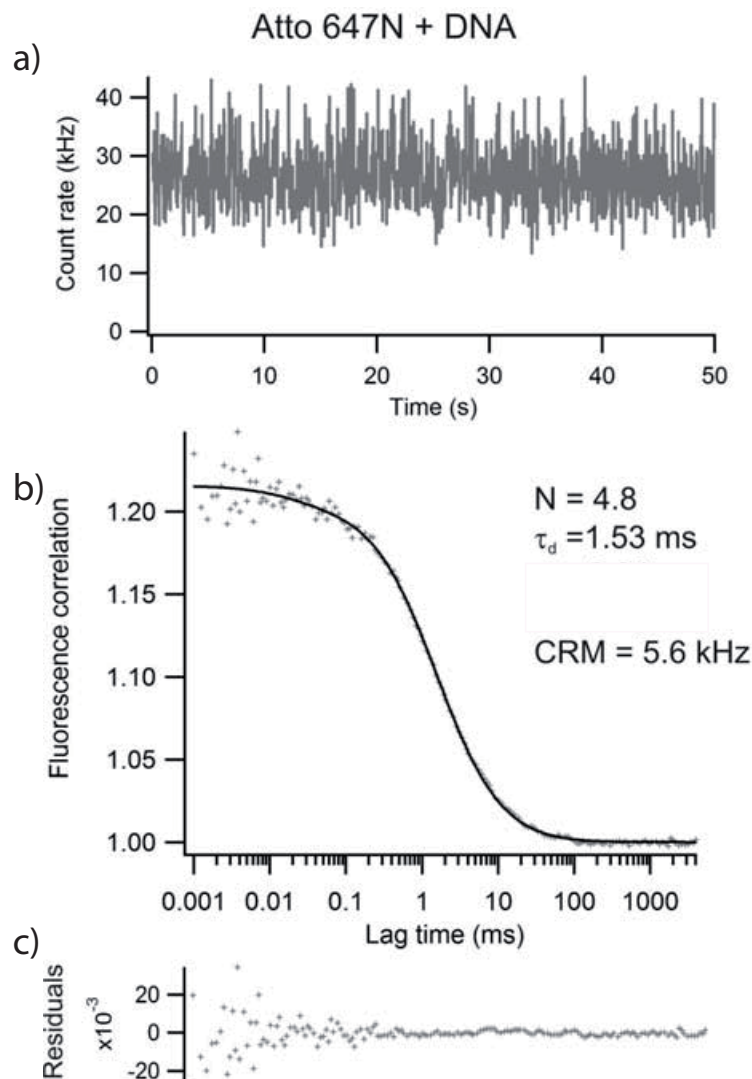 Atto 647N + DNA
a)
Count rate (kHz)
40
30
20
10
0
0 10 20 30 40 50
Time (s)
b)
Fluorescence correlation
1.20
1.15
1.10
1.05
1.00
N = 4.8
τd =1.53 ms
CRM = 5.6 kHz
0.001 0.01 0.1 1 10 100 1000
Lag time (ms)
c)
Residuals
x10-3
20
0
-20